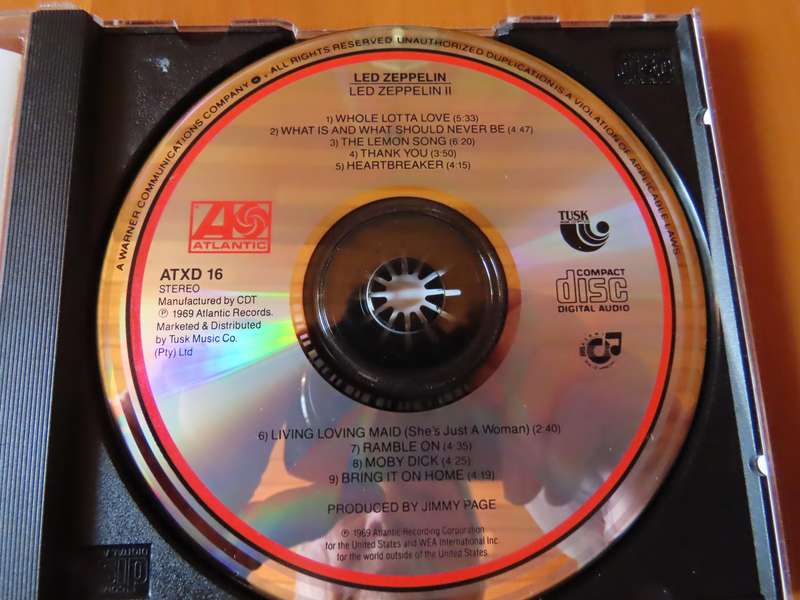 A WARNER COMMUNICATIONS COMPANY ALL RIGHTS RESERVED. UNAUTHORIZED DUPLICATION IS A VIOLATION OF APPLICABLE LAWS.
LED ZEPPELIN
LED ZEPPELIN II
1) WHOLE LOTTA LOVE (5:33)
2) WHAT IS AND WHAT SHOULD NEVER BE (4:47)
3) THE LEMON SONG (6:20)
4) THANK YOU (3:50)
5) HEARTBREAKER (4:15)
ATLANTIC
TUSK
ATXD 16
STEREO
Manufactured by CDT
℗ 1969 Atlantic Records.
Marketed & Distributed
by Tusk Music Co.
(Pty) Ltd
COMPACT
disc
DIGITAL AUDIO
6) LIVING LOVING MAID (She's Just A Woman) (2:40)
7) RAMBLE ON (4:35)
8) MOBY DICK (4:25)
9) BRING IT ON HOME (4:19)
PRODUCED BY JIMMY PAGE
℗ 1969 Atlantic Recording Corporation
for the United States and WEA International Inc
for the world outside of the United States.